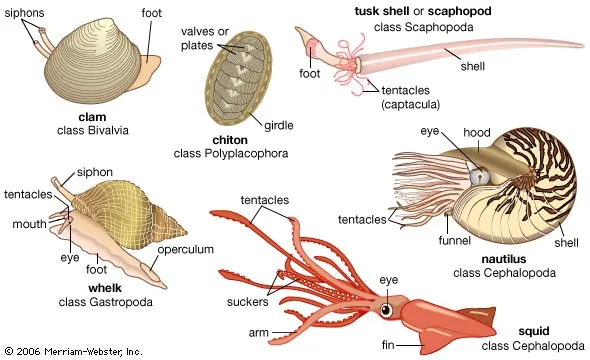 siphons
foot
clam
class Bivalvia
valves or
plates
girdle
chiton
class Polyplacophora
tusk shell or scaphopod
class Scaphopoda
foot
shell
tentacles
(captacula)
siphon
tentacles
mouth
eye
foot
operculum
whelk
class Gastropoda
tentacles
suckers
arm
eye
fin
squid
class Cephalopoda
eye
hood
tentacles
funnel
shell
nautilus
class Cephalopoda
© 2006 Merriam-Webster, Inc.